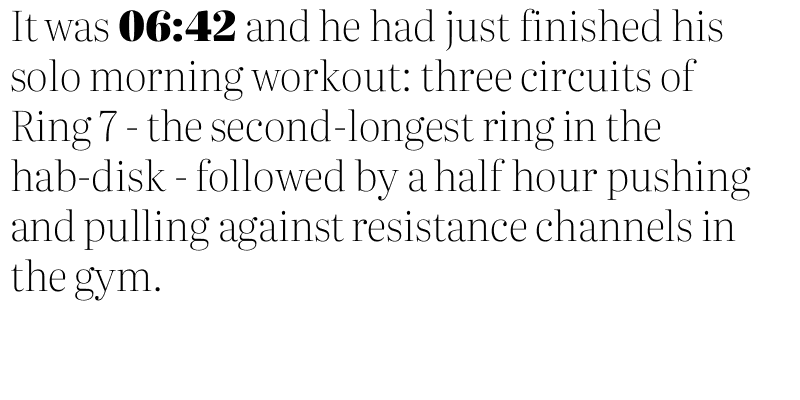 It was 06:42 and he had just finished his
solo morning workout: three circuits of
Ring 7 - the second-longest ring in the
hab-disk - followed by a half hour pushing
and pulling against resistance channels in
the gym.